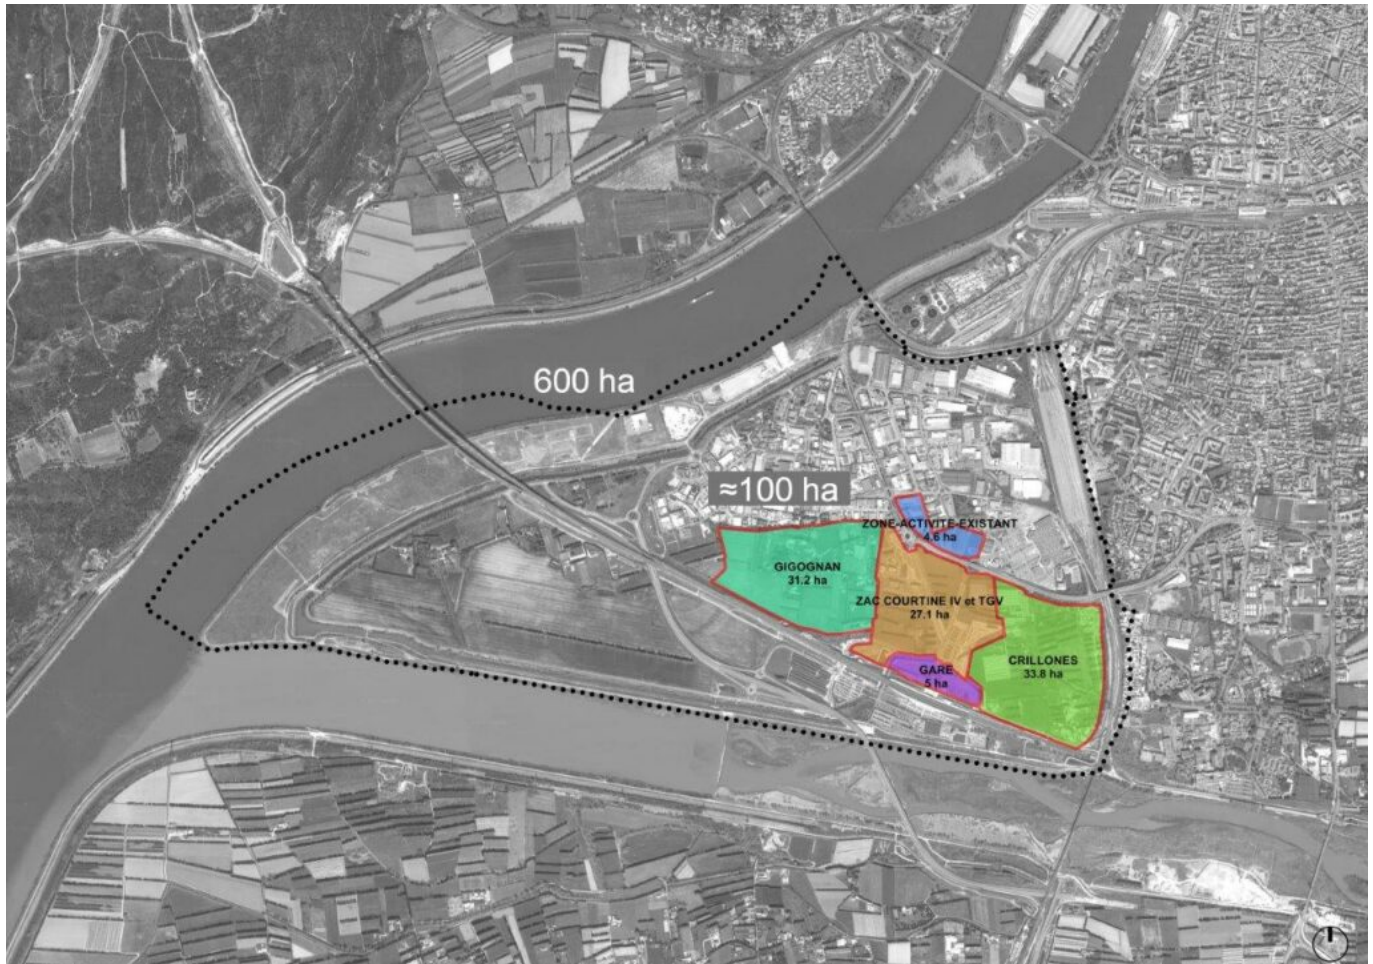 600 ha
≈100 ha
ZONE-ACTIVITE-EXISTANT
4.6 ha
GIGOGNAN
31.2 ha
ZAC COURTINE IV et TGV
27.1 ha
CRILLONES
33.8 ha
GARE
5 ha